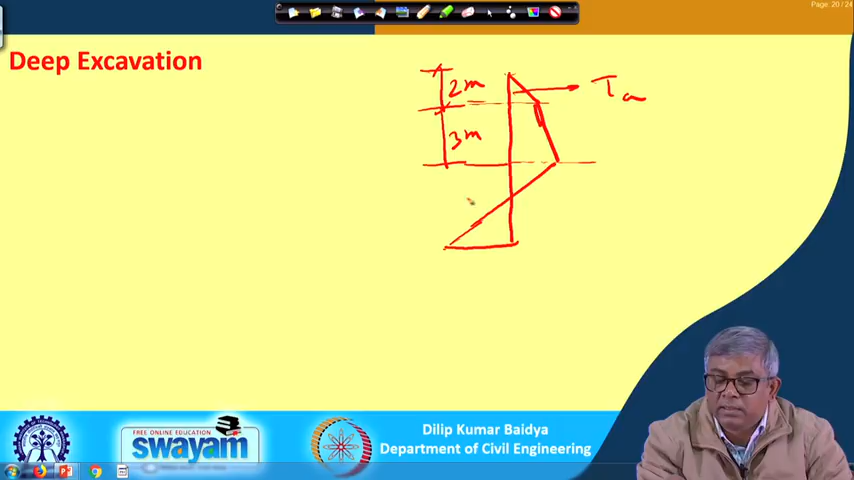 Page: 20 / 24
Deep Excavation
2m
Ta
3m
FREE ONLINE EDUCATION
swayam
Dilip Kumar Baidya
Department of Civil Engineering